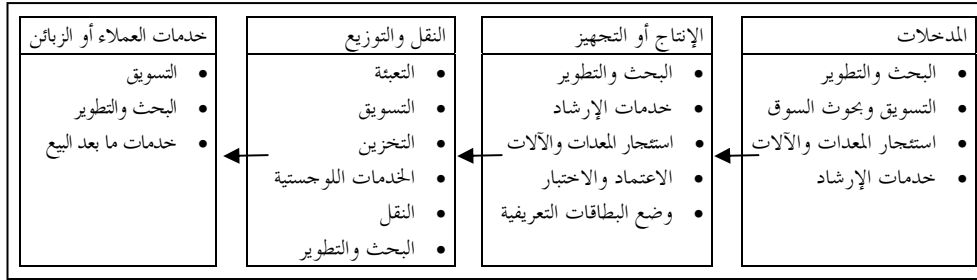 المدخلات
• البحث والتطوير
• التسويق وبحوث السوق
• استئجار المعدات والآلات
• خدمات الإرشاد
الإنتاج أو التجهيز
• البحث والتطوير
• خدمات الإرشاد
• استئجار المعدات والآلات
• الاعتماد والاختبار
• وضع البطاقات التعريفية
النقل والتوزيع
• التعبئة
• التسويق
• التخزين
• الخدمات اللوجستية
• النقل
• البحث والتطوير
خدمات العملاء أو الزبائن
• التسويق
• البحث والتطوير
• خدمات ما بعد البيع